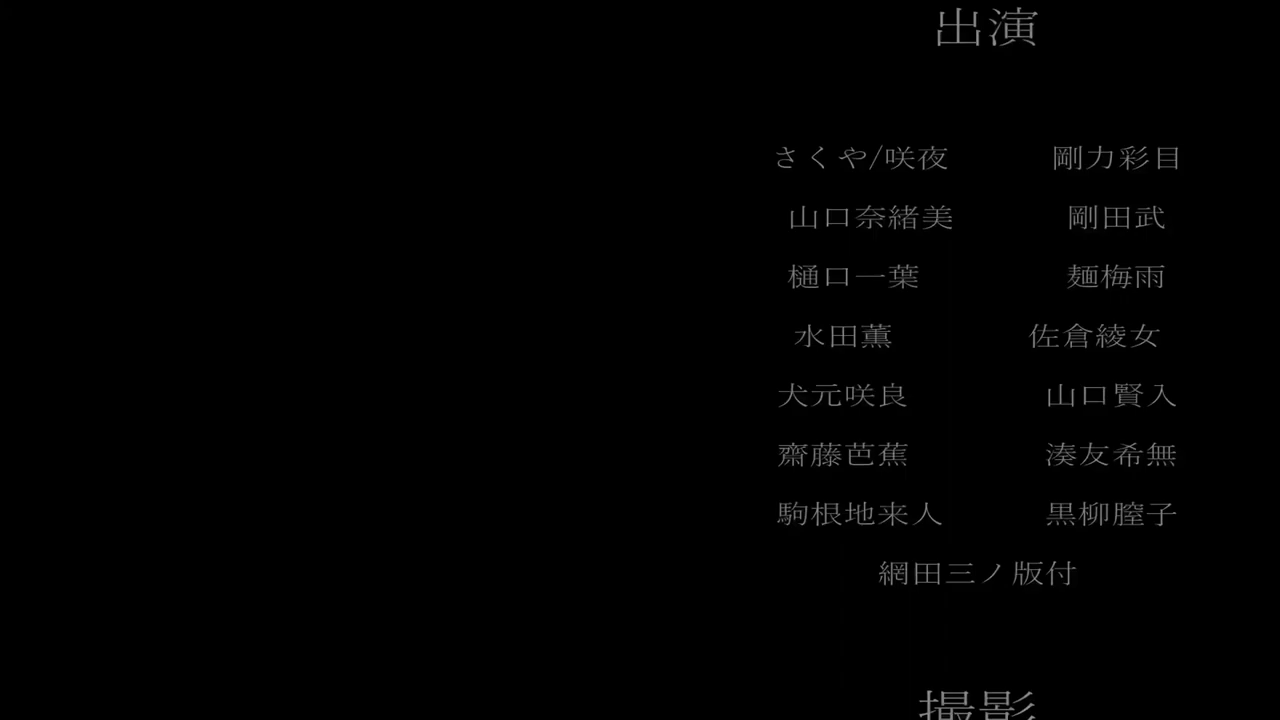 出演
さくや/咲夜 剛力彩目
山口奈緒美 剛田武
樋口一葉 麺梅雨
水田薫 佐倉綾女
犬元咲良 山口賢入
齋藤芭蕉 湊友希無
駒根地来人 黒柳膣子
網田三ノ版付
撮影